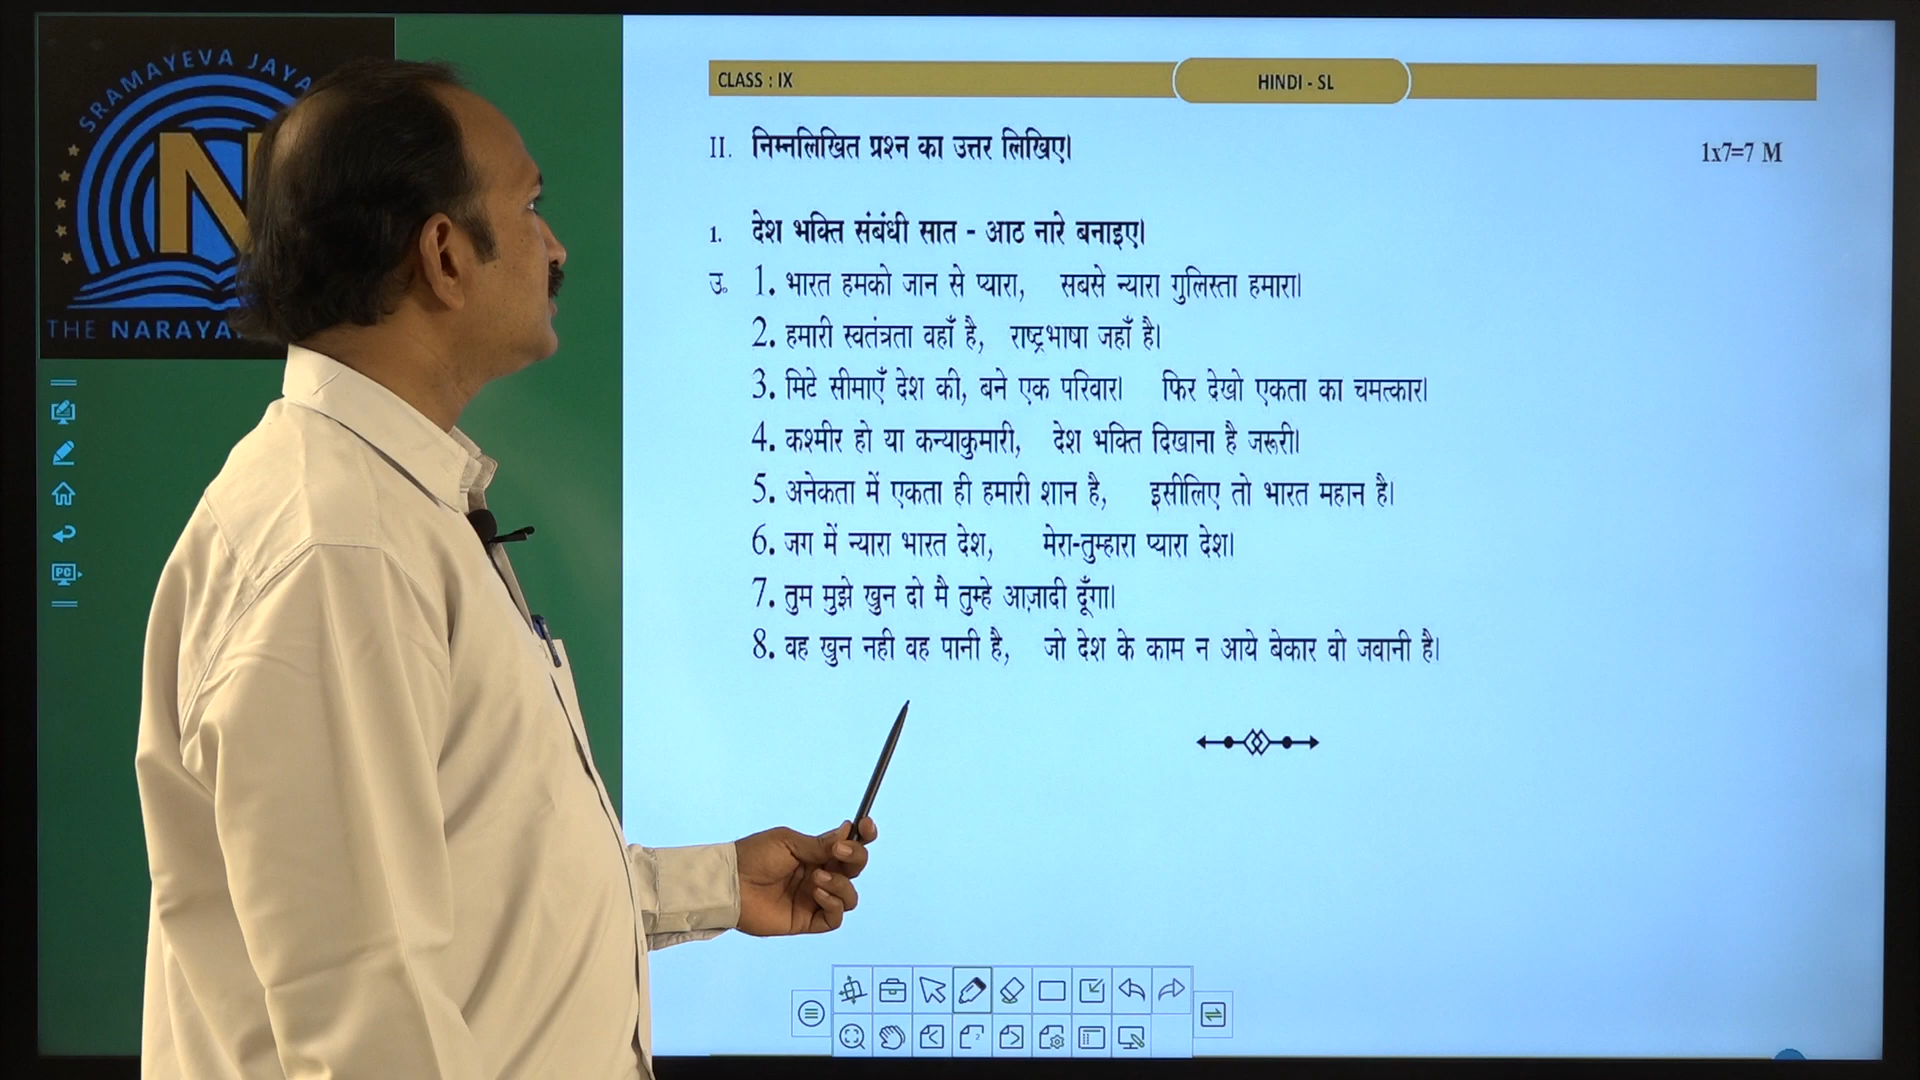 SRAMAYEVA JAYA
N
THE NARAYA
CLASS : IX
HINDI - SL
II. निम्नलिखित प्रश्न का उत्तर लिखिए।
1x7=7 M
1. देश भक्ति संबंधी सात - आठ नारे बनाइए।
उ. 1. भारत हमको जान से प्यारा, सबसे न्यारा गुलिस्ता हमारा।
2. हमारी स्वतंत्रता वहाँ है, राष्ट्रभाषा जहाँ है।
3. मिटे सीमाएँ देश की, बने एक परिवार। फिर देखो एकता का चमत्कार।
4. कश्मीर हो या कन्याकुमारी, देश भक्ति दिखाना है जरूरी।
5. अनेकता में एकता ही हमारी शान है, इसीलिए तो भारत महान है।
6. जग में न्यारा भारत देश, मेरा-तुम्हारा प्यारा देश।
7. तुम मुझे खुन दो मै तुम्हे आज़ादी दूँगा।
8. वह खुन नही वह पानी है, जो देश के काम न आये बेकार वो जवानी है।
PC
2